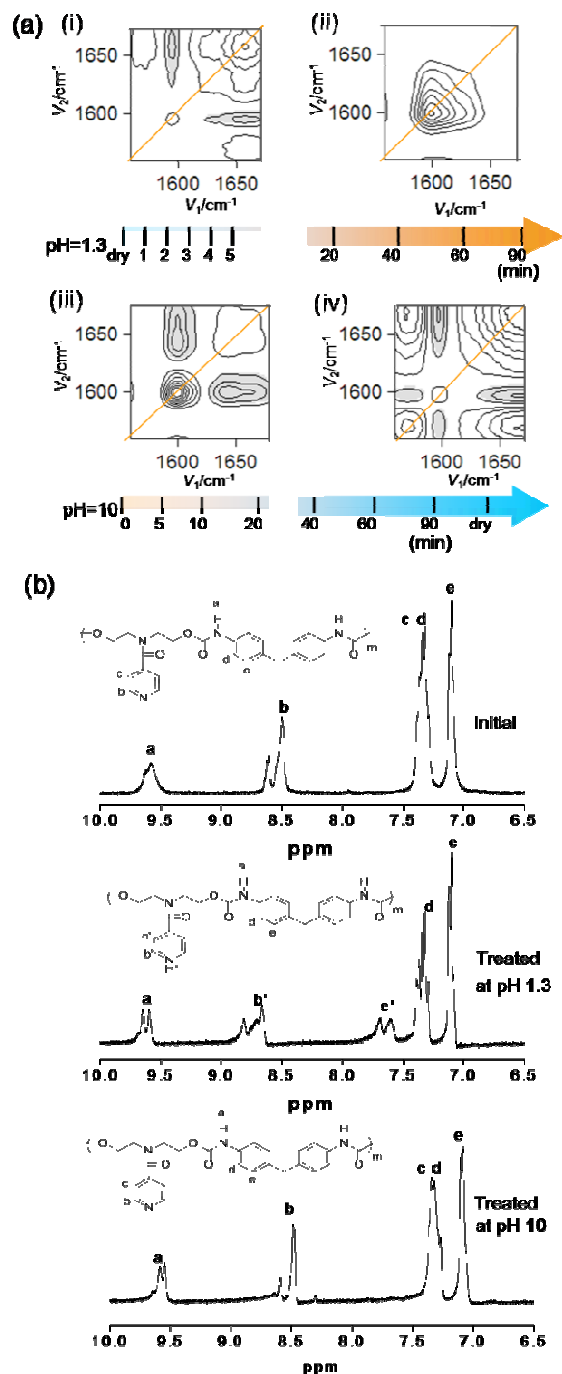 (a) (i) (ii)
V2/cm-1 1650 1600 1600 1650 V1/cm-1
V2/cm-1 1650 1600 1600 1650 V1/cm-1
pH=1.3 dry 1 2 3 4 5 20 40 60 90 (min)
(iii) (iv)
V2/cm-1 1650 1600 1600 1650 V1/cm-1
V2/cm-1 1650 1600 1600 1650 V1/cm-1
pH=10 0 5 10 20 40 60 90 dry (min)
(b)
a H O N O O N H H N O m
c b N d e
a b c d e
Initial
10.0 9.5 9.0 8.5 8.0 7.5 7.0 6.5
ppm
a H O N O O N H N O m
b' N d e
a b' c' d e
Treated
at pH 1.3
10.0 9.5 9.0 8.5 8.0 7.5 7.0 6.5
ppm
a H O N O O N H N O m
c b N d e
a b c d e
Treated
at pH 10
10.0 9.5 9.0 8.5 8.0 7.5 7.0 6.5
ppm